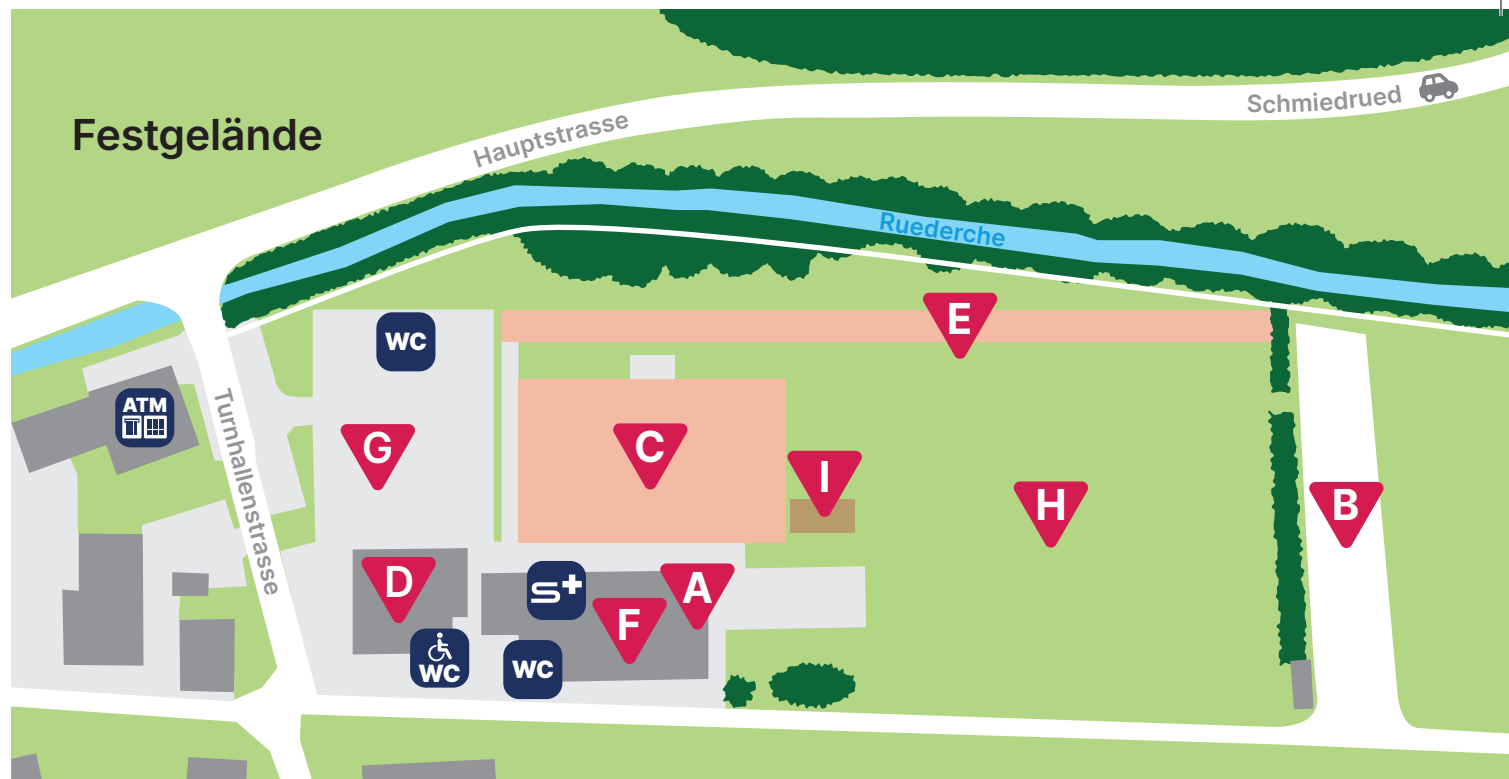 Festgelände
Hauptstrasse
Schmiedrued
Ruederche
E
WC
ATM
Turnhallenstrasse
G
C
I
H
B
D
S+
A
F
WC
WC